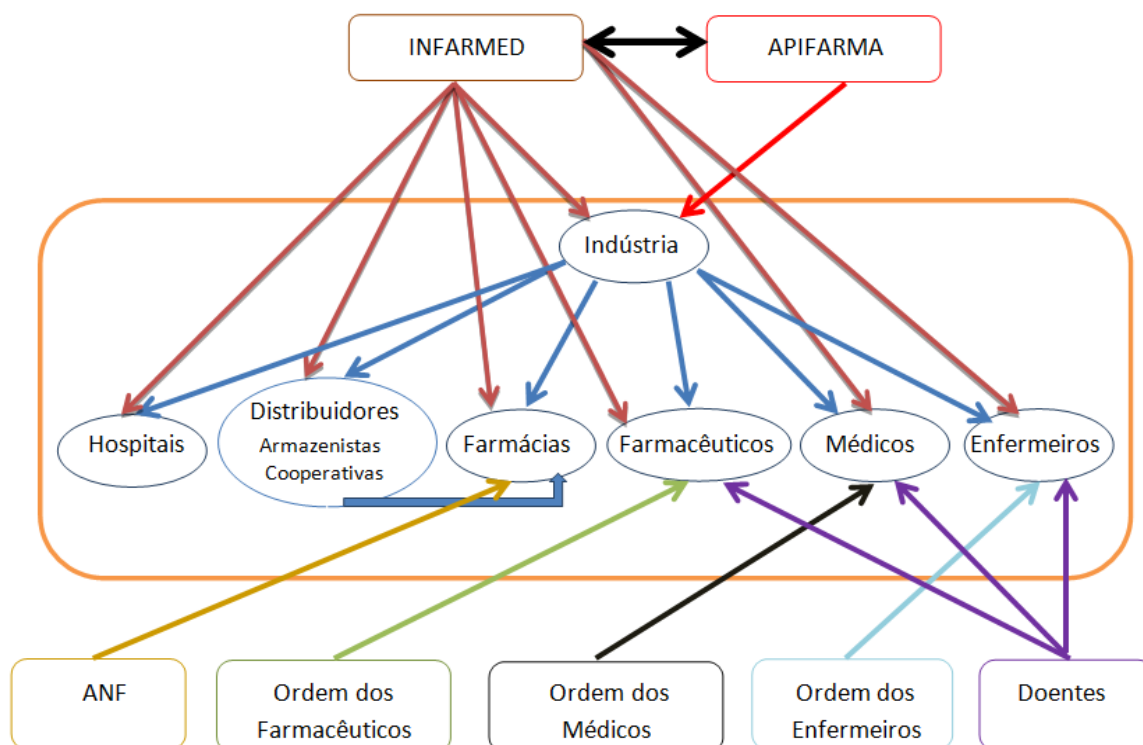 INFARMED
APIFARMA
Indústria
Hospitais
Distribuidores
Armazenistas
Cooperativas
Farmácias
Farmacêuticos
Médicos
Enfermeiros
ANF
Ordem dos
Farmacêuticos
Ordem dos
Médicos
Ordem dos
Enfermeiros
Doentes